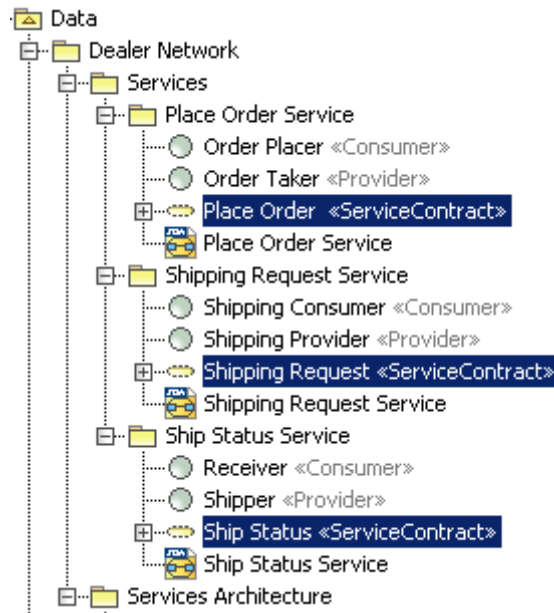 Data
Dealer Network
Services
Place Order Service
Order Placer «Consumer»
Order Taker «Provider»
Place Order «ServiceContract»
Place Order Service
Shipping Request Service
Shipping Consumer «Consumer»
Shipping Provider «Provider»
Shipping Request «ServiceContract»
Shipping Request Service
Ship Status Service
Receiver «Consumer»
Shipper «Provider»
Ship Status «ServiceContract»
Ship Status Service
Services Architecture